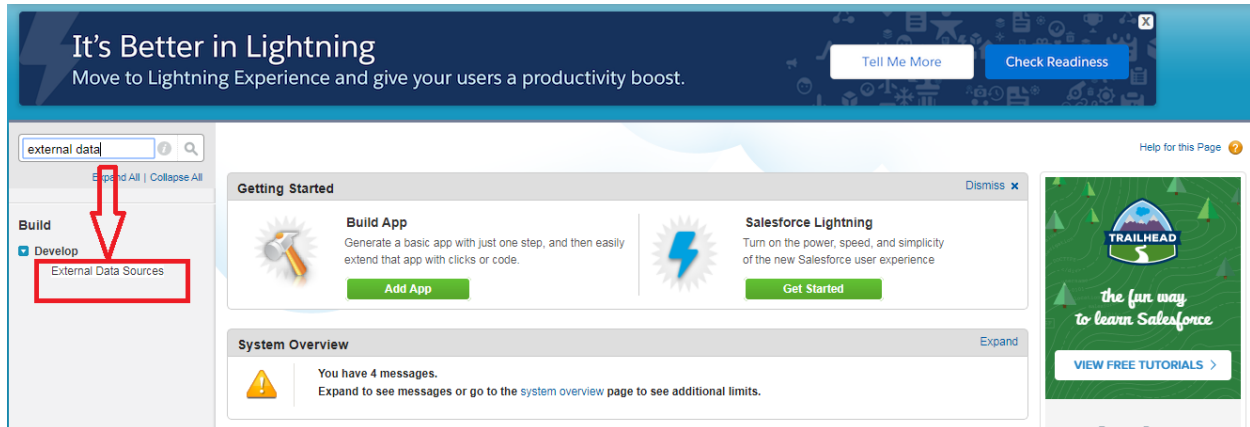 It's Better in Lightning
Move to Lightning Experience and give your users a productivity boost.
Tell Me More
Check Readiness
X
external data
i
Expand All | Collapse All
Help for this Page ?
Build
Develop
External Data Sources
Getting Started
Dismiss x
Build App
Generate a basic app with just one step, and then easily
extend that app with clicks or code.
Add App
Salesforce Lightning
Turn on the power, speed, and simplicity
of the new Salesforce user experience
Get Started
System Overview
Expand
You have 4 messages.
Expand to see messages or go to the system overview page to see additional limits.
TRAILHEAD
the fun way
to learn Salesforce
VIEW FREE TUTORIALS >